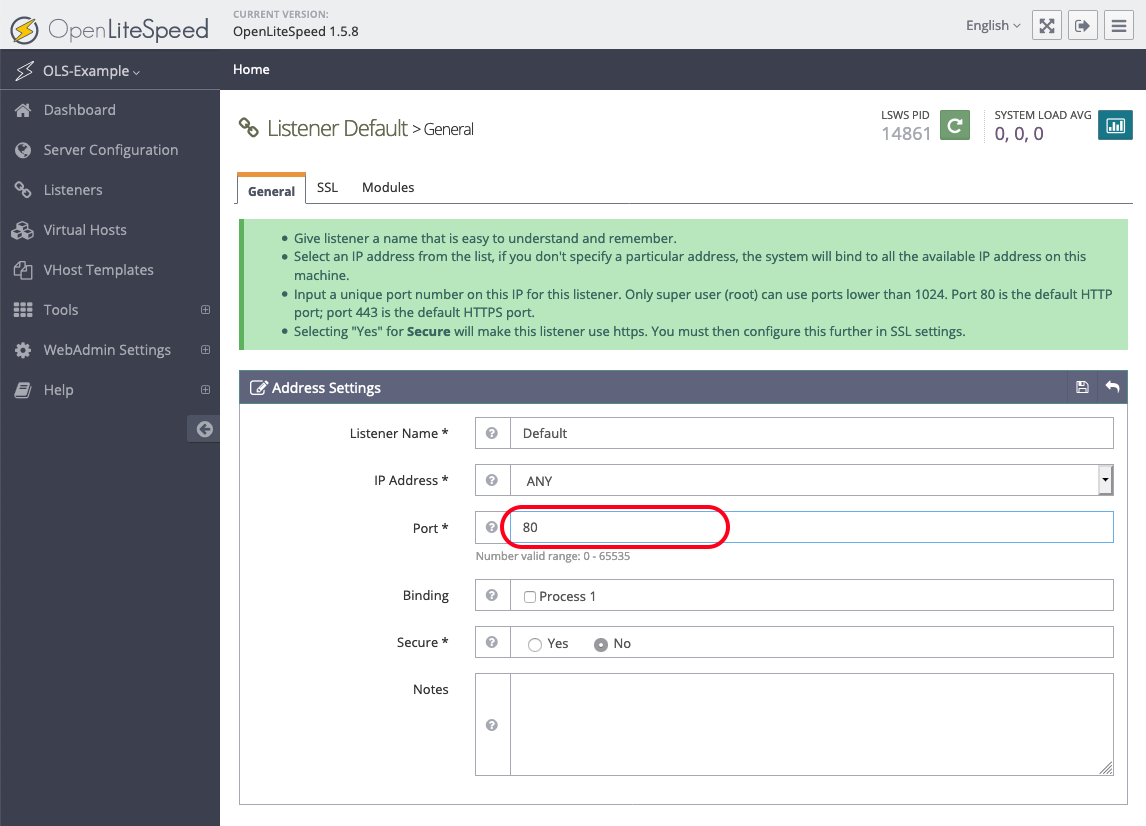 OpenLiteSpeed
CURRENT VERSION:
OpenLiteSpeed 1.5.8
English
OLS-Example
Home
Dashboard
Server Configuration
Listeners
Virtual Hosts
VHost Templates
Tools
WebAdmin Settings
Help
Listener Default > General
LSWS PID
14861
SYSTEM LOAD AVG
0, 0, 0
General
SSL
Modules
Give listener a name that is easy to understand and remember.
Select an IP address from the list, if you don't specify a particular address, the system will bind to all the available IP address on this
machine.
Input a unique port number on this IP for this listener. Only super user (root) can use ports lower than 1024. Port 80 is the default HTTP
port; port 443 is the default HTTPS port.
Selecting "Yes" for Secure will make this listener use https. You must then configure this further in SSL settings.
Address Settings
Listener Name *
Default
IP Address *
ANY
Port *
80
Number valid range: 0 - 65535
Binding
Process 1
Secure *
Yes
No
Notes